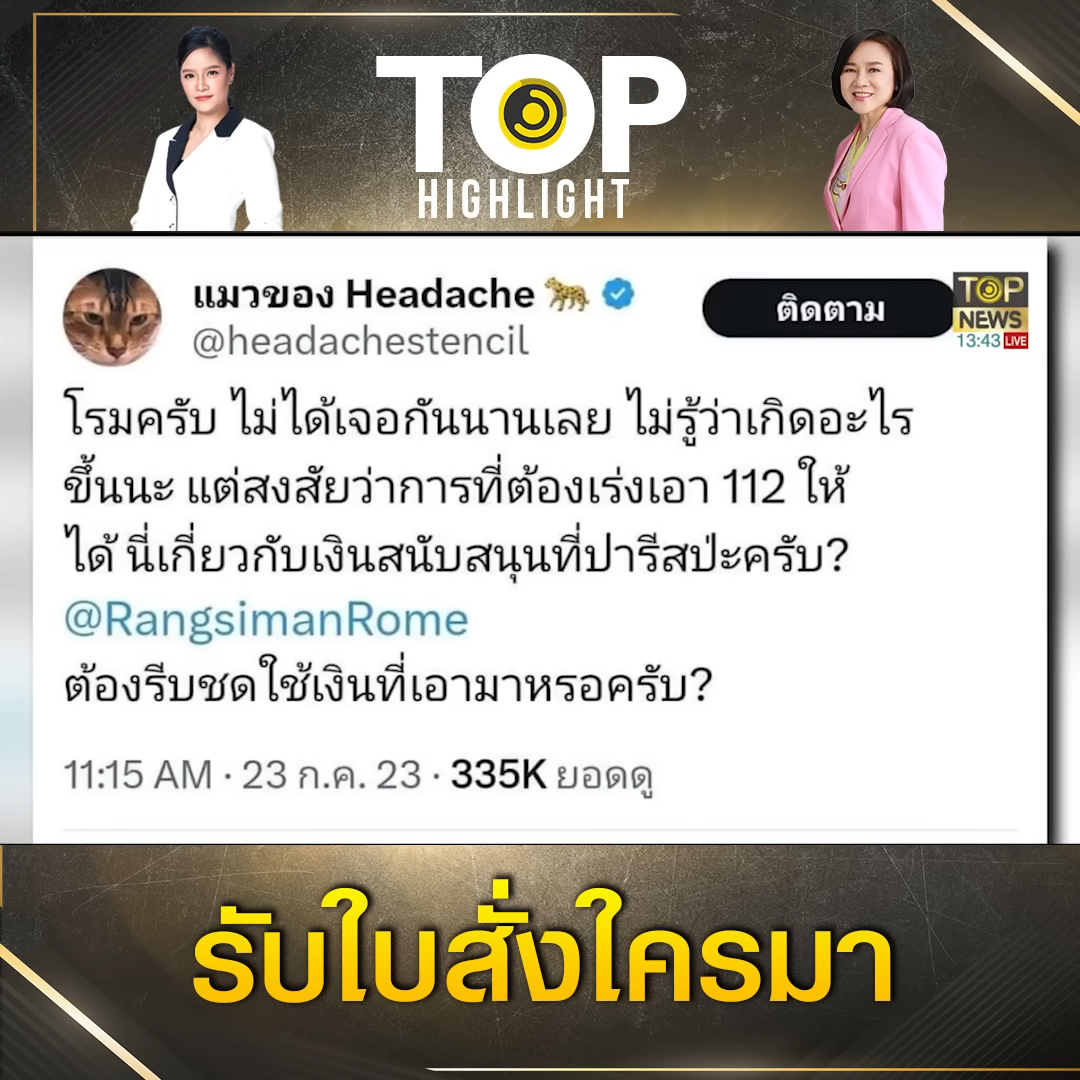 TOP
HIGHLIGHT
แมวของ Headache
@headachestencil
ติดตาม
TOP
NEWS
13:43 LIVE
โรมครับ ไม่ได้เจอกันนานเลย ไม่รู้ว่าเกิดอะไร
ขึ้นนะ แต่สงสัยว่าการที่ต้องเร่งเอา 112 ให้
ได้ นี่เกี่ยวกับเงินสนับสนุนที่ปารีสป่ะครับ?
@RangsimanRome
ต้องรีบชดใช้เงินที่เอามาหรอครับ?
11:15 AM · 23 ก.ค. 23 · 335K ยอดดู
รับใบสั่งใครมา